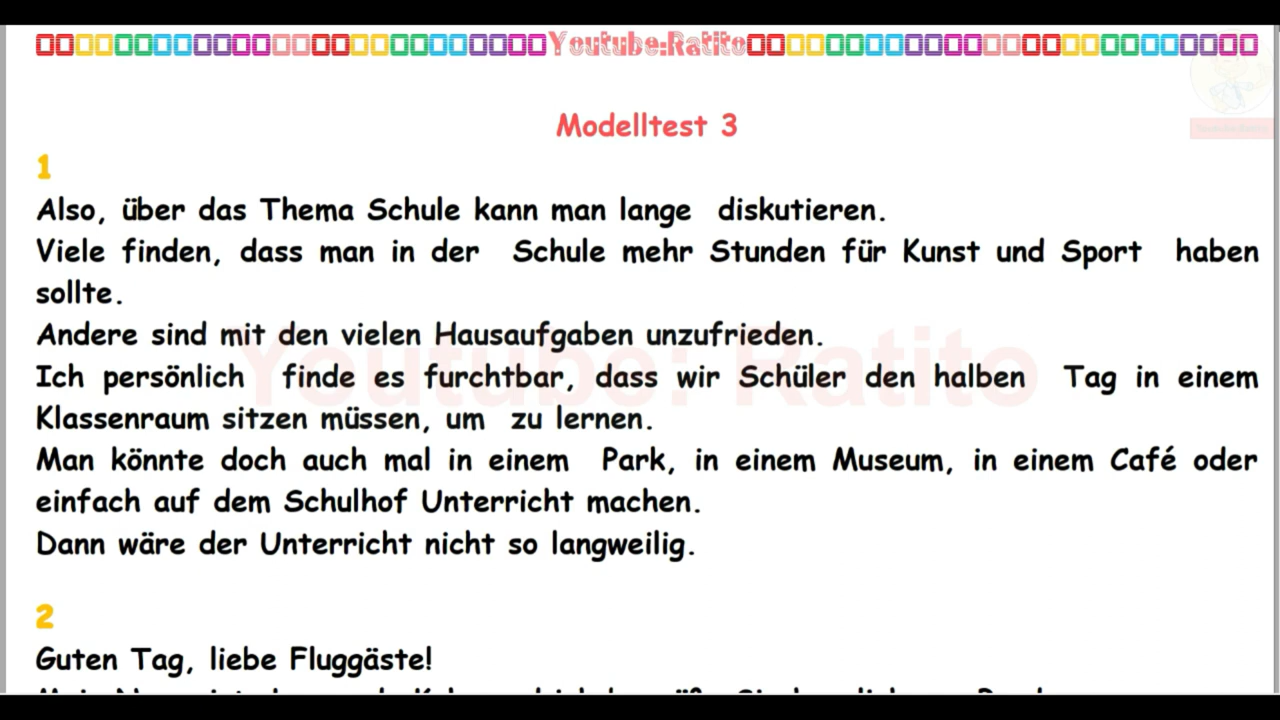 Youtube:Ratito
Modelltest 3
1
Also, über das Thema Schule kann man lange diskutieren.
Viele finden, dass man in der Schule mehr Stunden für Kunst und Sport haben
sollte.
Andere sind mit den vielen Hausaufgaben unzufrieden.
Ich persönlich finde es furchtbar, dass wir Schüler den halben Tag in einem
Klassenraum sitzen müssen, um zu lernen.
Man könnte doch auch mal in einem Park, in einem Museum, in einem Café oder
einfach auf dem Schulhof Unterricht machen.
Dann wäre der Unterricht nicht so langweilig.
Youtube: Ratito
2
Guten Tag, liebe Fluggäste!